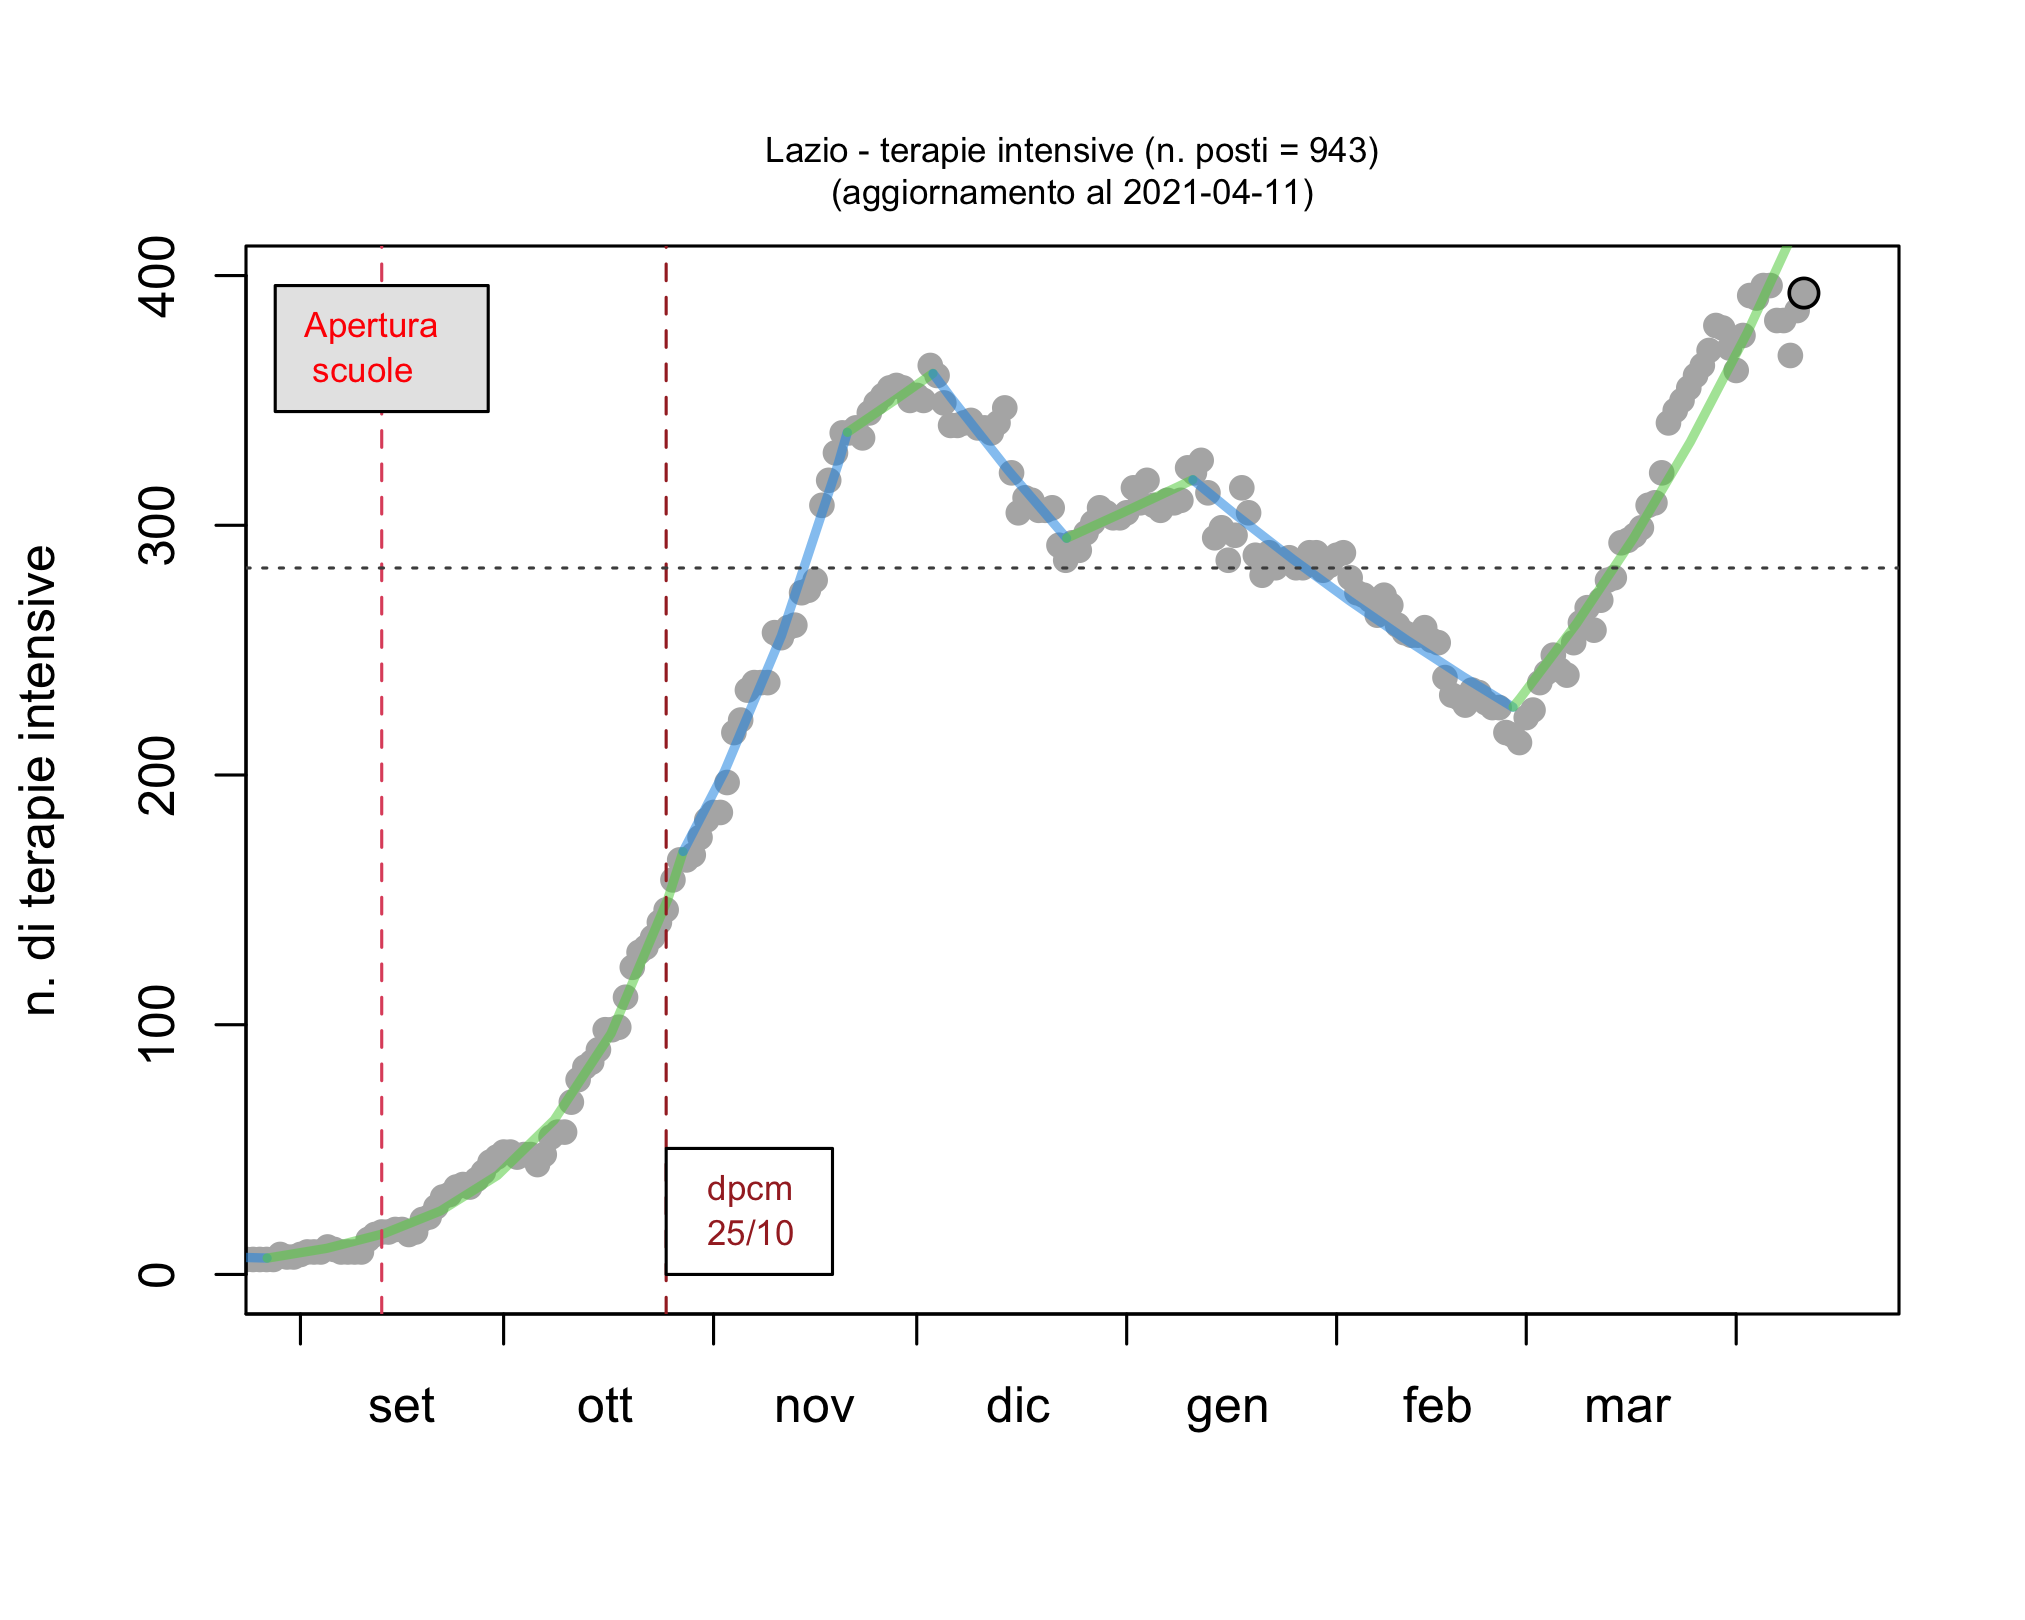 Lazio - terapie intensive (n. posti = 943)
(aggiornamento al 2021-04-11)
n. di terapie intensive
400
300
200
100
0
Apertura
scuole
dpcm
25/10
set ott nov dic gen feb mar